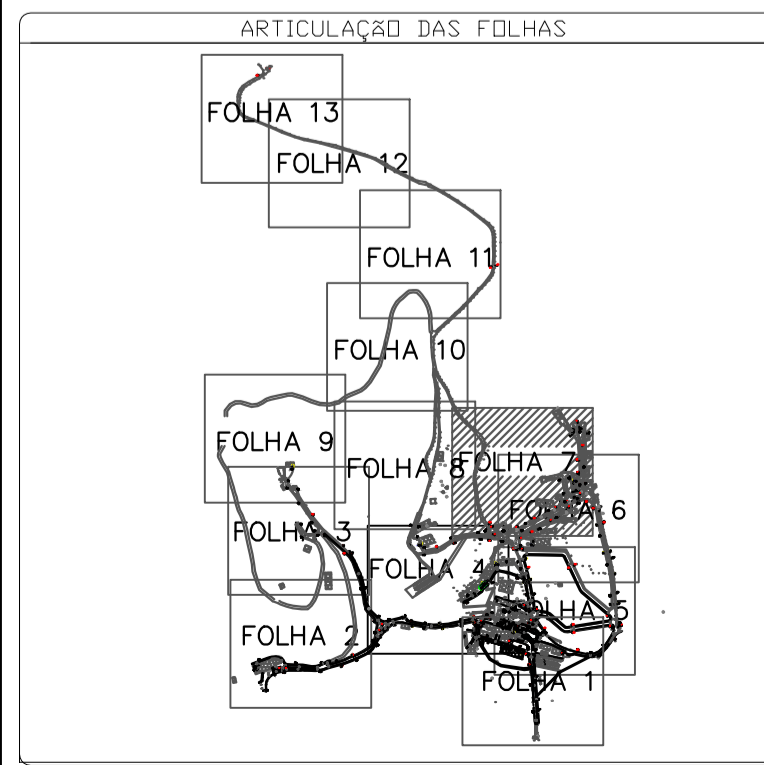 ARTICULAÇÃO DAS FOLHAS
FOLHA 13
FOLHA 12
FOLHA 11
FOLHA 10
FOLHA 9
FOLHA 8
FOLHA 7
FOLHA 6
FOLHA 3
FOLHA 4
FOLHA 5
FOLHA 2
FOLHA 1